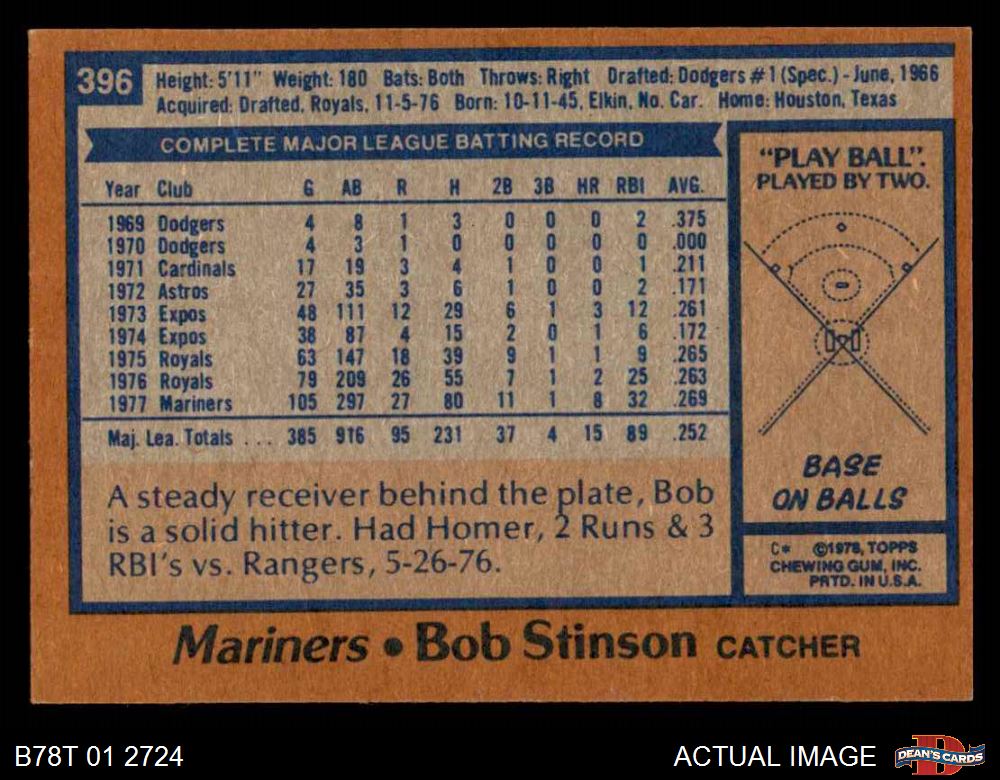 396
Height: 5'11" Weight: 180 Bats: Both Throws: Right Drafted: Dodgers #1 (Spec.) - June, 1966
Acquired: Drafted, Royals, 11-5-76 Born: 10-11-45, Elkin, No. Car. Home: Houston, Texas
COMPLETE MAJOR LEAGUE BATTING RECORD
Year Club G AB R H 2B 3B HR RBI AVG.
1969 Dodgers 4 8 1 3 0 0 0 2 .375
1970 Dodgers 4 3 1 0 0 0 0 0 .000
1971 Cardinals 17 19 3 4 1 0 0 1 .211
1972 Astros 27 35 3 6 1 0 0 2 .171
1973 Expos 48 111 12 29 6 1 3 12 .261
1974 Expos 38 87 4 15 2 0 1 6 .172
1975 Royals 63 147 18 39 9 1 1 9 .265
1976 Royals 79 209 26 55 7 1 2 25 .263
1977 Mariners 105 297 27 80 11 1 8 32 .269
Maj. Lea. Totals ... 385 916 95 231 37 4 15 89 .252
A steady receiver behind the plate, Bob
is a solid hitter. Had Homer, 2 Runs & 3
RBI's vs. Rangers, 5-26-76.
"PLAY BALL".
PLAYED BY TWO.
BASE
ON BALLS
C* ©1978, TOPPS
CHEWING GUM, INC.
PRTD. IN U.S.A.
Mariners • Bob Stinson CATCHER
B78T 01 2724
ACTUAL IMAGE
D
DEAN'S CARDS